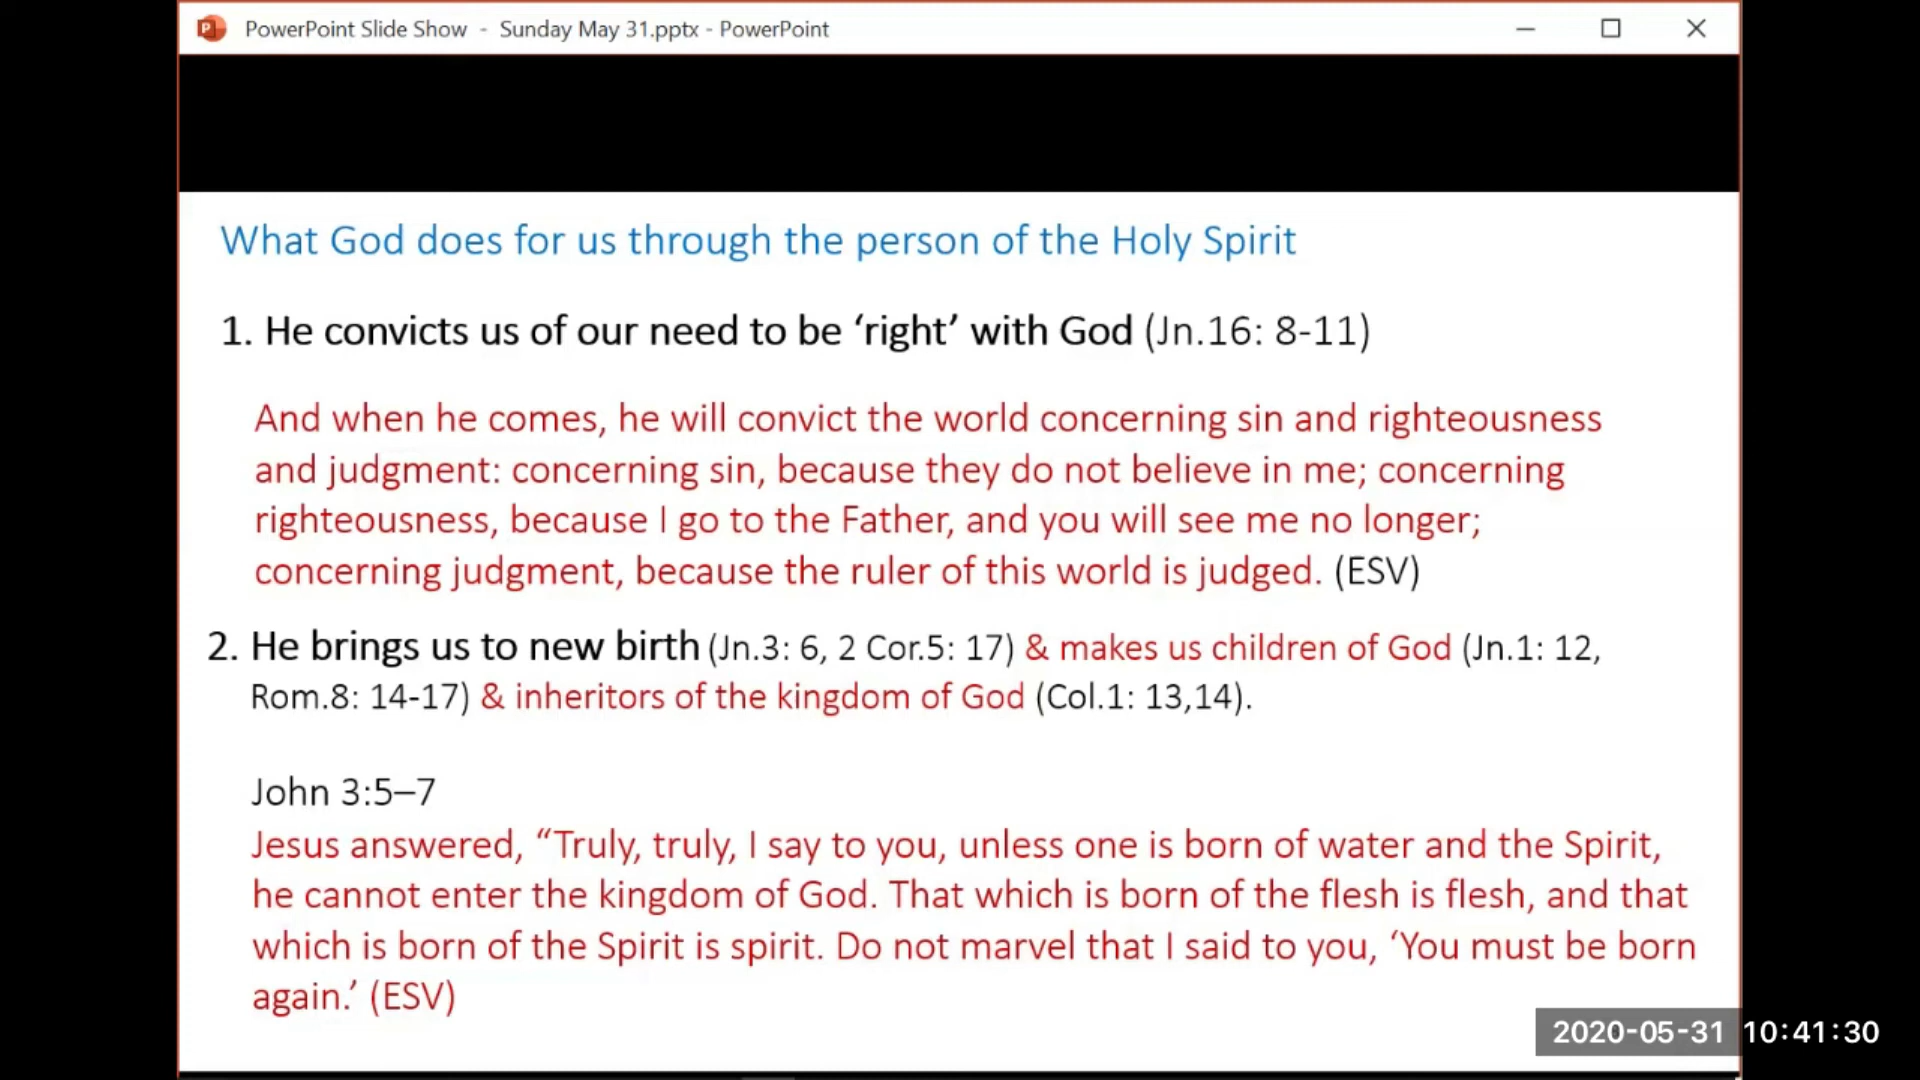 PowerPoint Slide Show - Sunday May 31.pptx - PowerPoint
What God does for us through the person of the Holy Spirit
1. He convicts us of our need to be ‘right’ with God (Jn.16: 8-11)
And when he comes, he will convict the world concerning sin and righteousness
and judgment: concerning sin, because they do not believe in me; concerning
righteousness, because I go to the Father, and you will see me no longer;
concerning judgment, because the ruler of this world is judged. (ESV)
2. He brings us to new birth (Jn.3: 6, 2 Cor.5: 17) & makes us children of God (Jn.1: 12,
Rom.8: 14-17) & inheritors of the kingdom of God (Col.1: 13,14).
John 3:5–7
Jesus answered, “Truly, truly, I say to you, unless one is born of water and the Spirit,
he cannot enter the kingdom of God. That which is born of the flesh is flesh, and that
which is born of the Spirit is spirit. Do not marvel that I said to you, ‘You must be born
again.’ (ESV)
2020-05-31 10:41:30